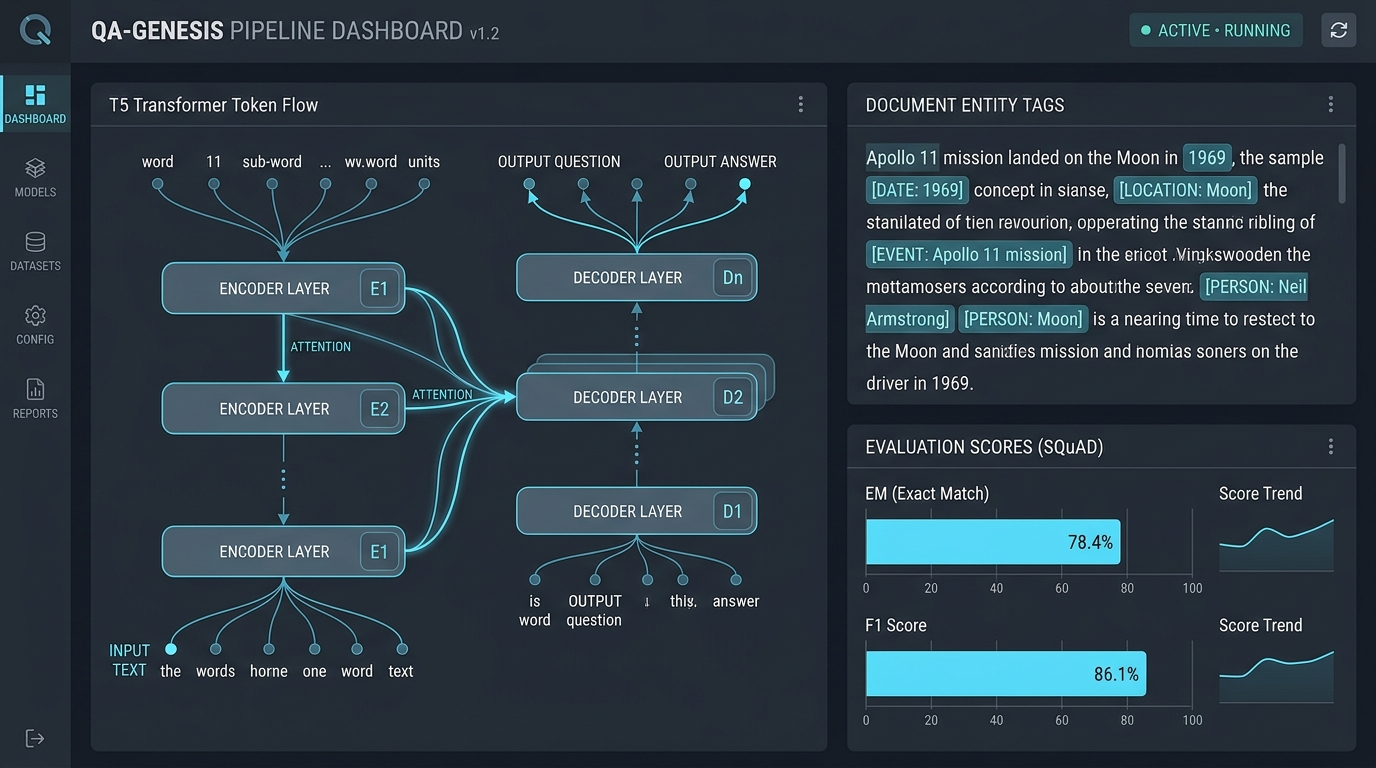 QA-GENESIS PIPELINE DASHBOARD v1.2
ACTIVE • RUNNING
DASHBOARD
MODELS
DATASETS
CONFIG
REPORTS
T5 Transformer Token Flow
word 11 sub-word ... wv.word units
OUTPUT QUESTION OUTPUT ANSWER
ENCODER LAYER E1
ATTENTION
ENCODER LAYER E2
ATTENTION
ENCODER LAYER E1
INPUT
TEXT
the words horne one word text
DECODER LAYER Dn
DECODER LAYER D2
DECODER LAYER D1
is OUTPUT this. answer
word question
DOCUMENT ENTITY TAGS
Apollo 11 mission landed on the Moon in 1969, the sample
[DATE: 1969] concept in sianse, [LOCATION: Moon] the
stanilated of tien revourion, opperating the ribling of
[EVENT: Apollo 11 mission] in the ericot the
mottamosers according to seven. [PERSON: Neil
Armstrong] [PERSON: Moon] is a nearing time to restect to
the Moon and mission and nomias soners on the
driver in 1969.
EVALUATION SCORES (SQuAD)
EM (Exact Match)
78.4%
0 20 40 60 80 100
Score Trend
F1 Score
86.1%
0 20 40 60 80 100
Score Trend